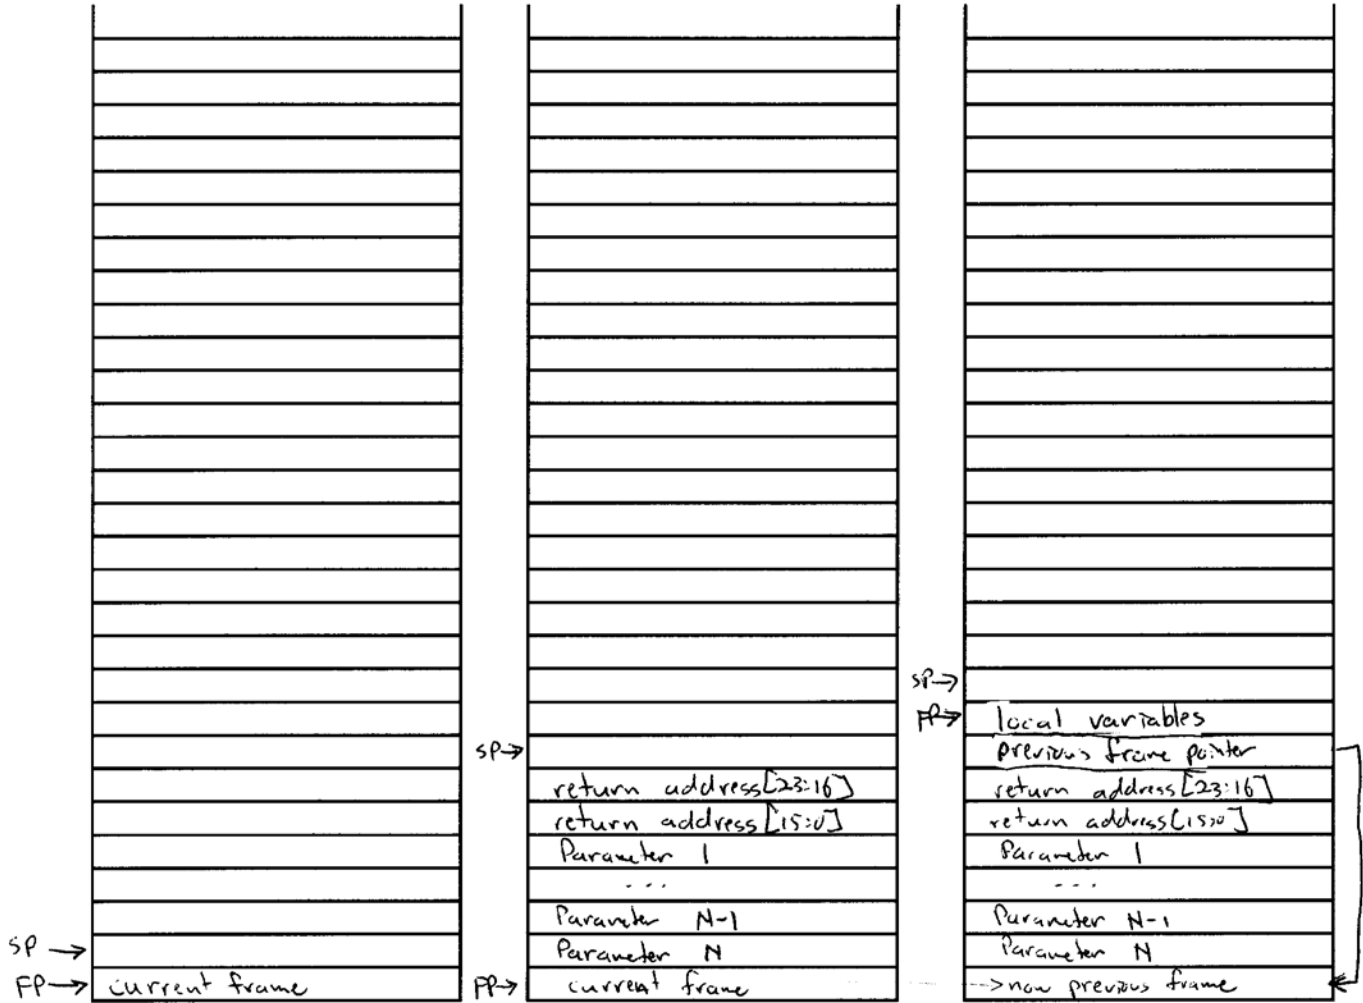 SP→
FP→ current frame
SP→
return address[23:16]
return address[15:0]
Parameter 1
...
Parameter N-1
Parameter N
FP→ current frame
SP→
FP→ local variables
previous frame pointer
return address[23:16]
return address[15:0]
Parameter 1
...
Parameter N-1
Parameter N
→now previous frame